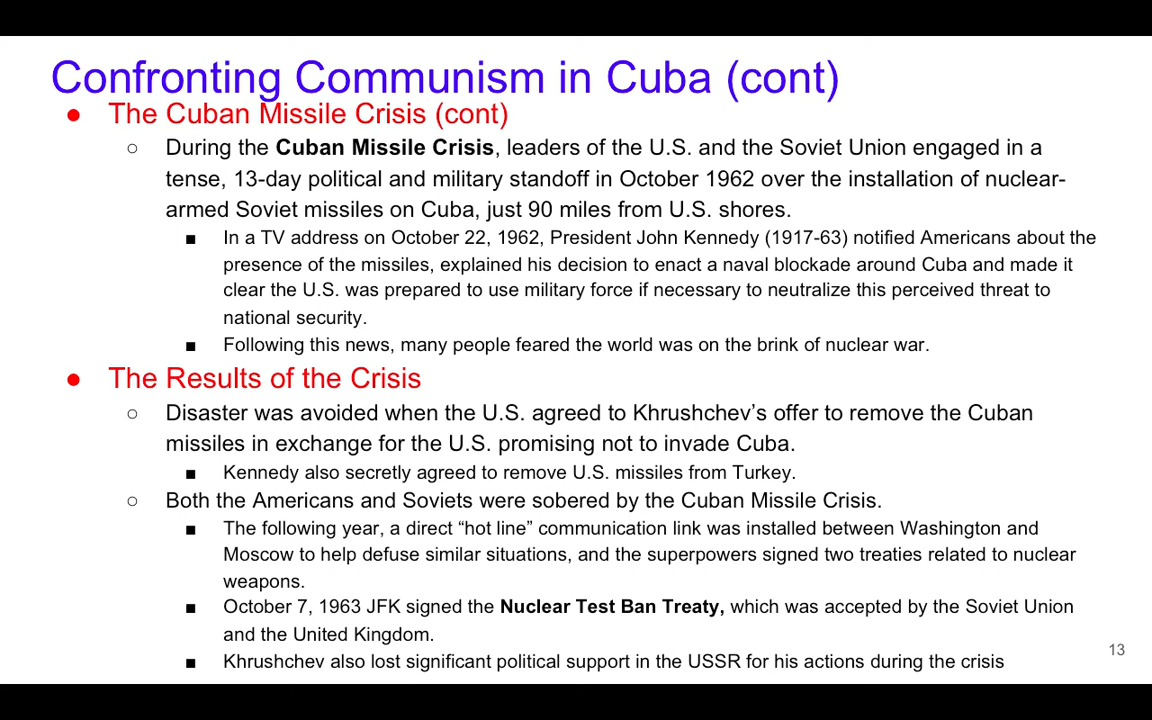 Confronting Communism in Cuba (cont)
● The Cuban Missile Crisis (cont)
○ During the Cuban Missile Crisis, leaders of the U.S. and the Soviet Union engaged in a
tense, 13-day political and military standoff in October 1962 over the installation of nuclear-
armed Soviet missiles on Cuba, just 90 miles from U.S. shores.
■ In a TV address on October 22, 1962, President John Kennedy (1917-63) notified Americans about the
presence of the missiles, explained his decision to enact a naval blockade around Cuba and made it
clear the U.S. was prepared to use military force if necessary to neutralize this perceived threat to
national security.
■ Following this news, many people feared the world was on the brink of nuclear war.
● The Results of the Crisis
○ Disaster was avoided when the U.S. agreed to Khrushchev’s offer to remove the Cuban
missiles in exchange for the U.S. promising not to invade Cuba.
■ Kennedy also secretly agreed to remove U.S. missiles from Turkey.
○ Both the Americans and Soviets were sobered by the Cuban Missile Crisis.
■ The following year, a direct “hot line” communication link was installed between Washington and
Moscow to help defuse similar situations, and the superpowers signed two treaties related to nuclear
weapons.
■ October 7, 1963 JFK signed the Nuclear Test Ban Treaty, which was accepted by the Soviet Union
and the United Kingdom.
■ Khrushchev also lost significant political support in the USSR for his actions during the crisis
13